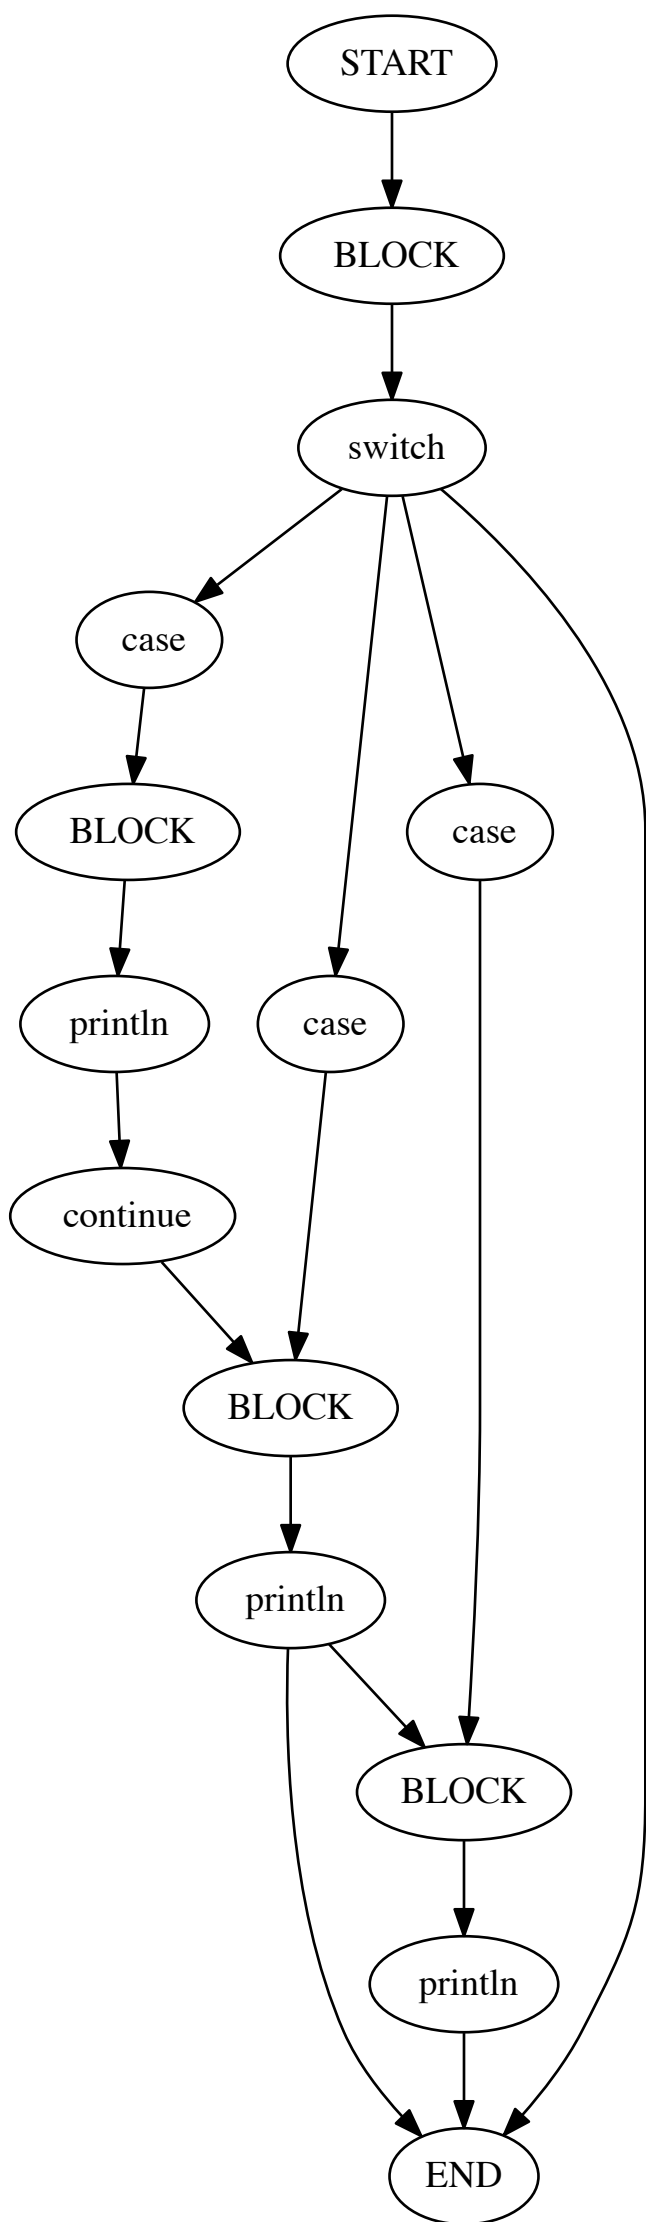 START
BLOCK
switch
case
BLOCK
case
println
case
continue
BLOCK
println
BLOCK
println
END